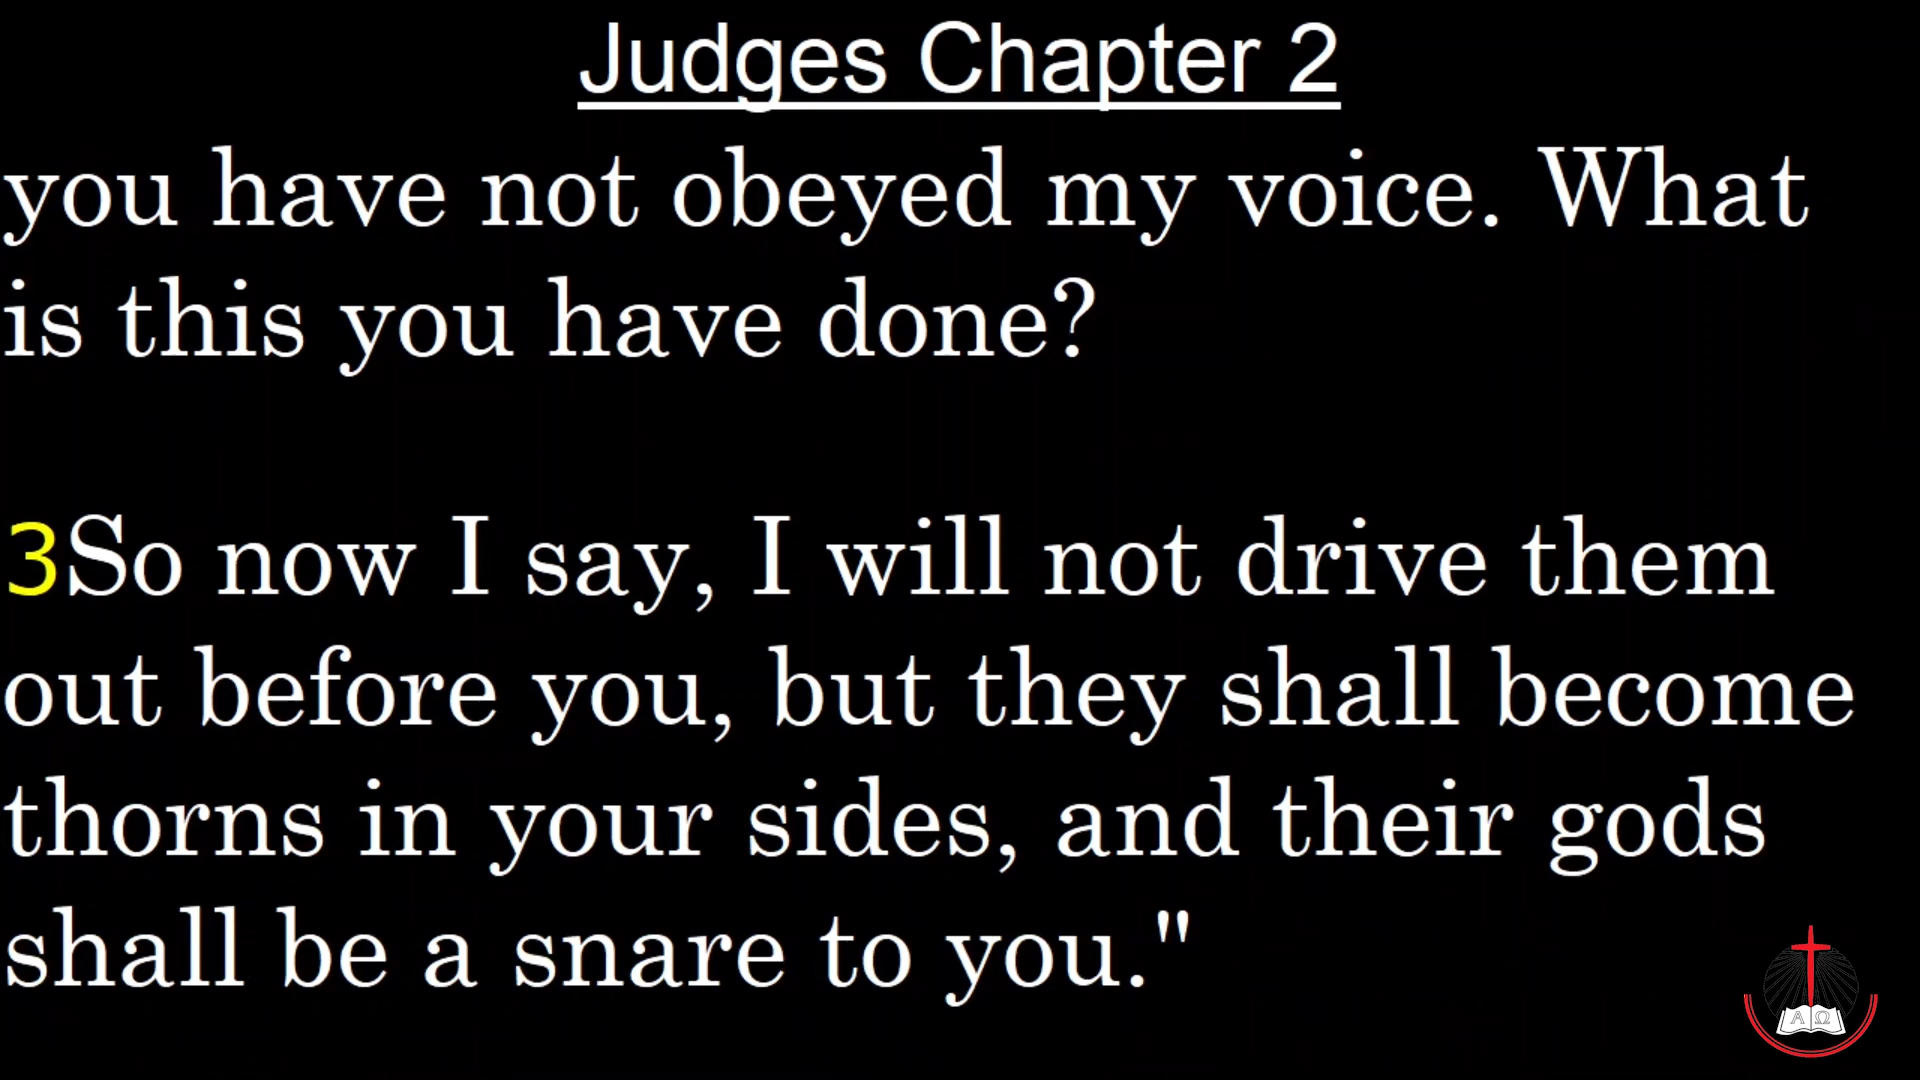 Judges Chapter 2
you have not obeyed my voice. What
is this you have done?
3So now I say, I will not drive them
out before you, but they shall become
thorns in your sides, and their gods
shall be a snare to you."
A Ω